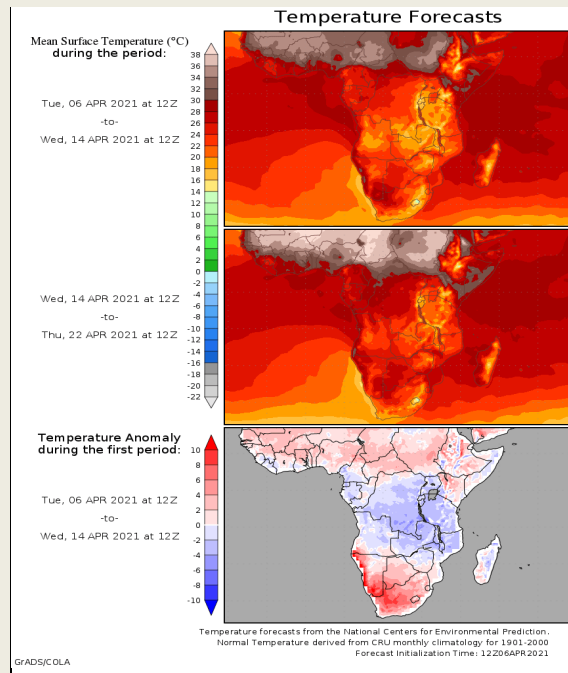 Temperature Forecasts
Mean Surface Temperature (°C)
during the period:
Tue, 06 APR 2021 at 12Z
-to-
Wed, 14 APR 2021 at 12Z
38
36
34
32
30
28
26
24
22
20
18
16
14
12
10
8
6
4
2
0
-2
-4
-6
-8
-10
-12
-14
-16
-18
-20
-22
Wed, 14 APR 2021 at 12Z
-to-
Thu, 22 APR 2021 at 12Z
Temperature Anomaly
during the first period:
Tue, 06 APR 2021 at 12Z
-to-
Wed, 14 APR 2021 at 12Z
10
8
6
4
2
0
-2
-4
-6
-8
-10
Temperature forecasts from the National Centers for Environmental Prediction.
Normal Temperature derived from CRU monthly climatology for 1901-2000
Forecast Initialization Time: 12Z06APR2021
GrADS/COLA